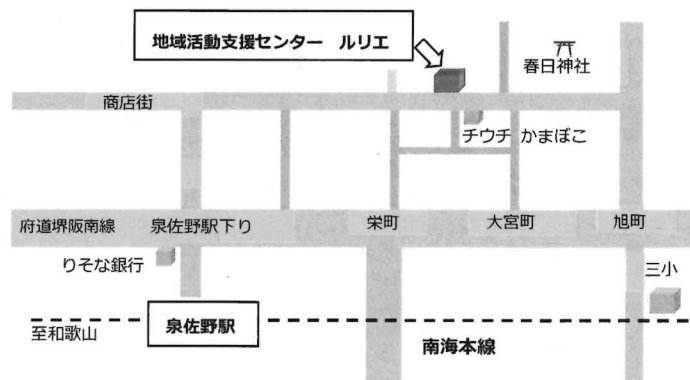 地域活動支援センター　ルリエ
春日神社
商店街
チウチ かまぼこ
府道堺阪南線
泉佐野駅下り
栄町
大宮町
旭町
りそな銀行
三小
泉佐野駅
至和歌山
南海本線